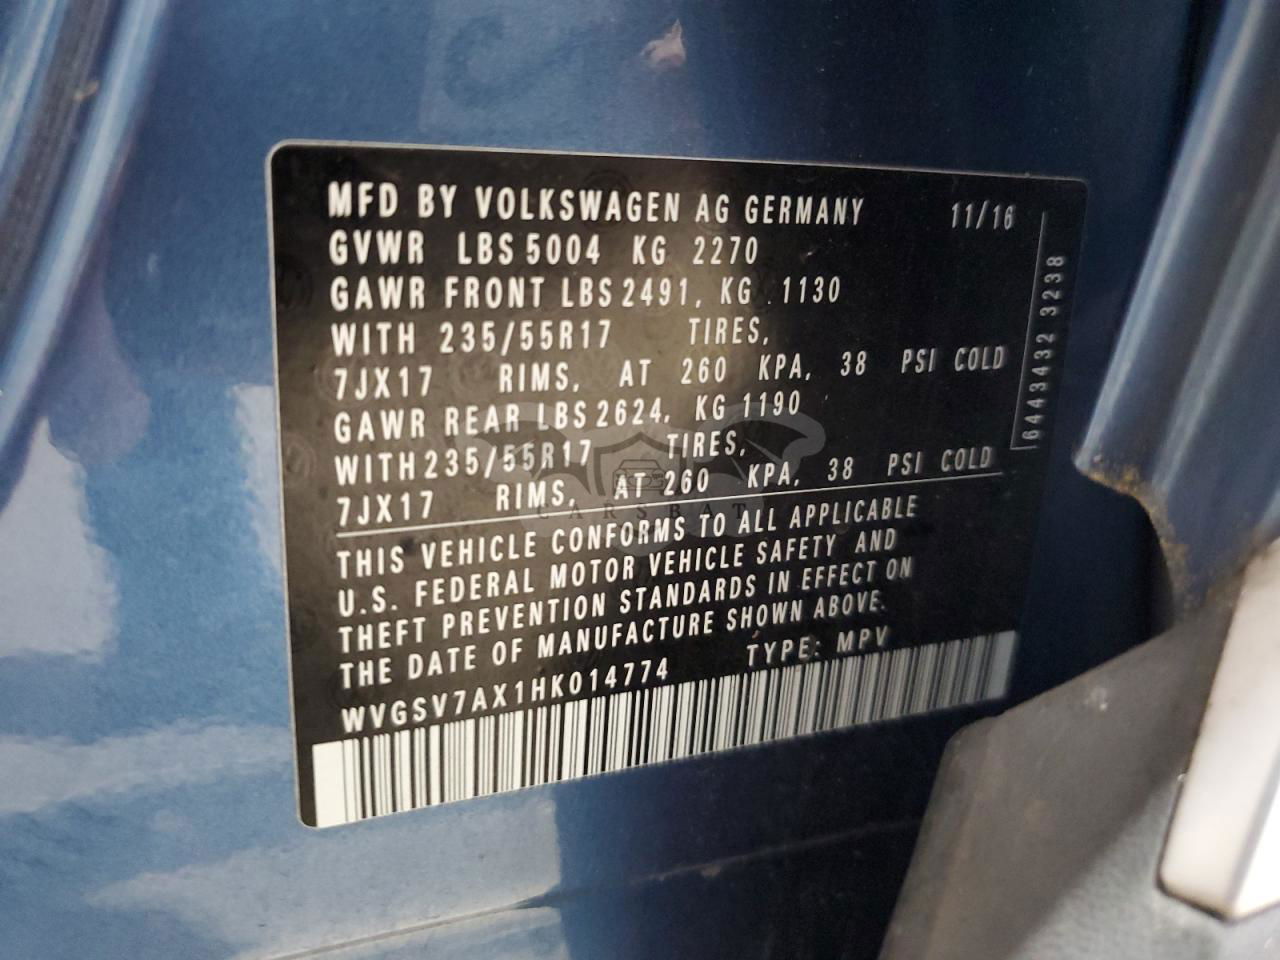 MFD BY VOLKSWAGEN AG GERMANY 11/16
GVWR LBS 5004 KG 2270
GAWR FRONT LBS 2491, KG 1130
WITH 235/55R17 TIRES,
7JX17 RIMS, AT 260 KPA, 38 PSI COLD
GAWR REAR LBS 2624, KG 1190
WITH 235/55R17 TIRES,
7JX17 RIMS, AT 260 KPA, 38 PSI COLD
THIS VEHICLE CONFORMS TO ALL APPLICABLE
U.S. FEDERAL MOTOR VEHICLE SAFETY AND
THEFT PREVENTION STANDARDS IN EFFECT ON
THE DATE OF MANUFACTURE SHOWN ABOVE.
WVGSV7AX1HK014774 TYPE: MPV
6443432 3238
CARSBAT